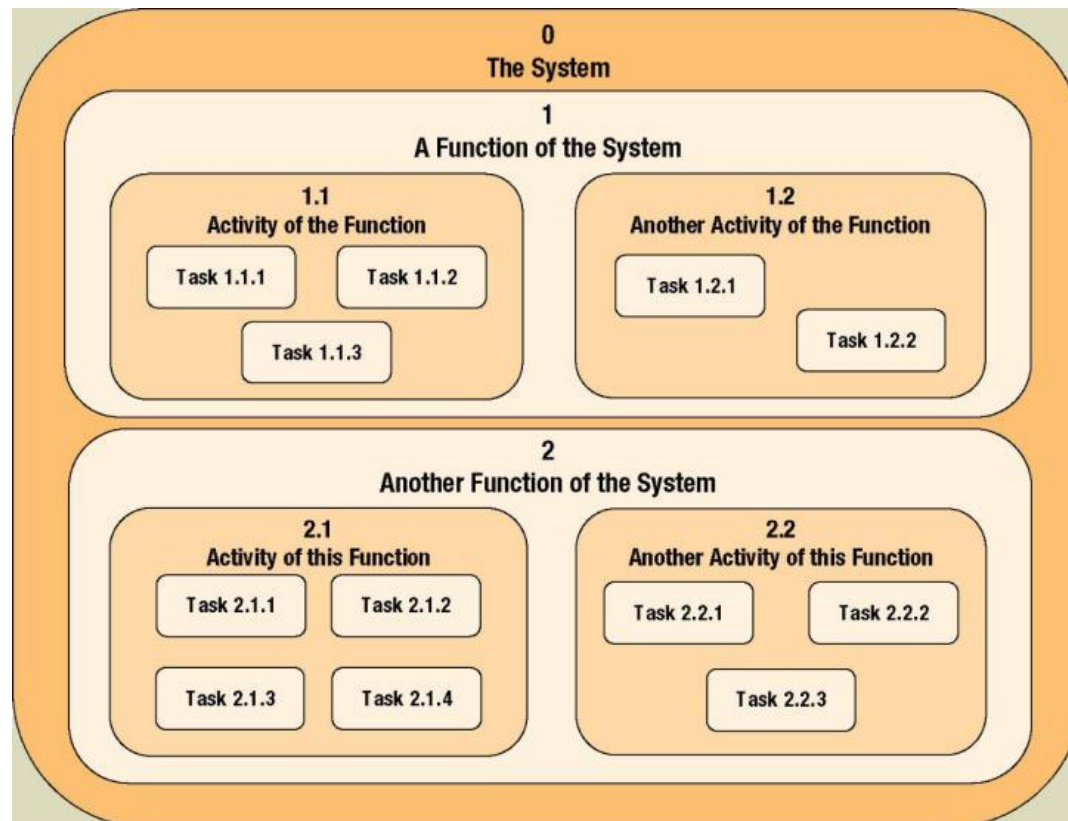 0
The System
1
A Function of the System
1.1
Activity of the Function
Task 1.1.1
Task 1.1.2
Task 1.1.3
1.2
Another Activity of the Function
Task 1.2.1
Task 1.2.2
2
Another Function of the System
2.1
Activity of this Function
Task 2.1.1
Task 2.1.2
Task 2.1.3
Task 2.1.4
2.2
Another Activity of this Function
Task 2.2.1
Task 2.2.2
Task 2.2.3